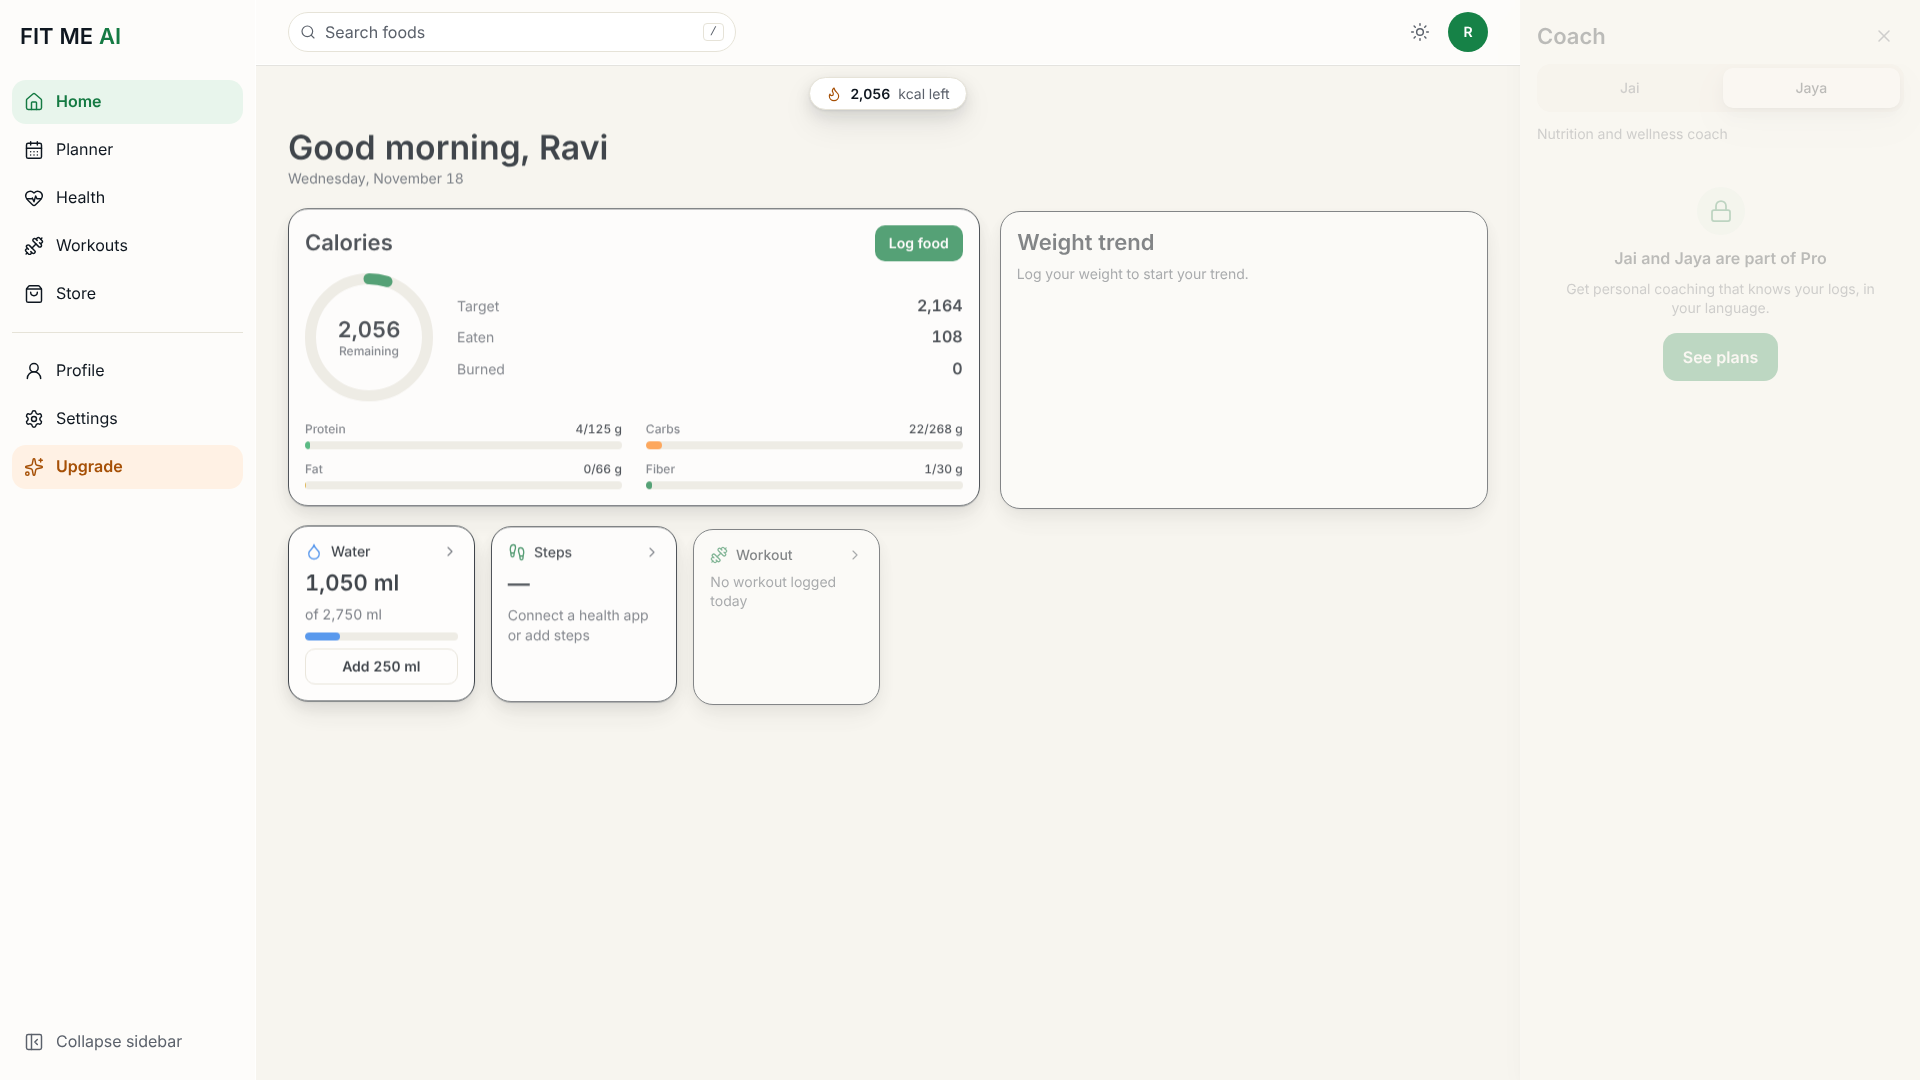 FIT ME AI
Search foods
/
R
Home
Planner
Health
Workouts
Store
Profile
Settings
Upgrade
Collapse sidebar
2,056 kcal left
Good morning, Ravi
Wednesday, November 18
Calories
Log food
2,056
Remaining
Target 2,164
Eaten 108
Burned 0
Protein 4/125 g
Carbs 22/268 g
Fat 0/66 g
Fiber 1/30 g
Weight trend
Log your weight to start your trend.
Water
1,050 ml
of 2,750 ml
Add 250 ml
Steps
—
Connect a health app
or add steps
Workout
No workout logged
today
Coach
Jai
Jaya
Nutrition and wellness coach
Jai and Jaya are part of Pro
Get personal coaching that knows your logs, in
your language.
See plans